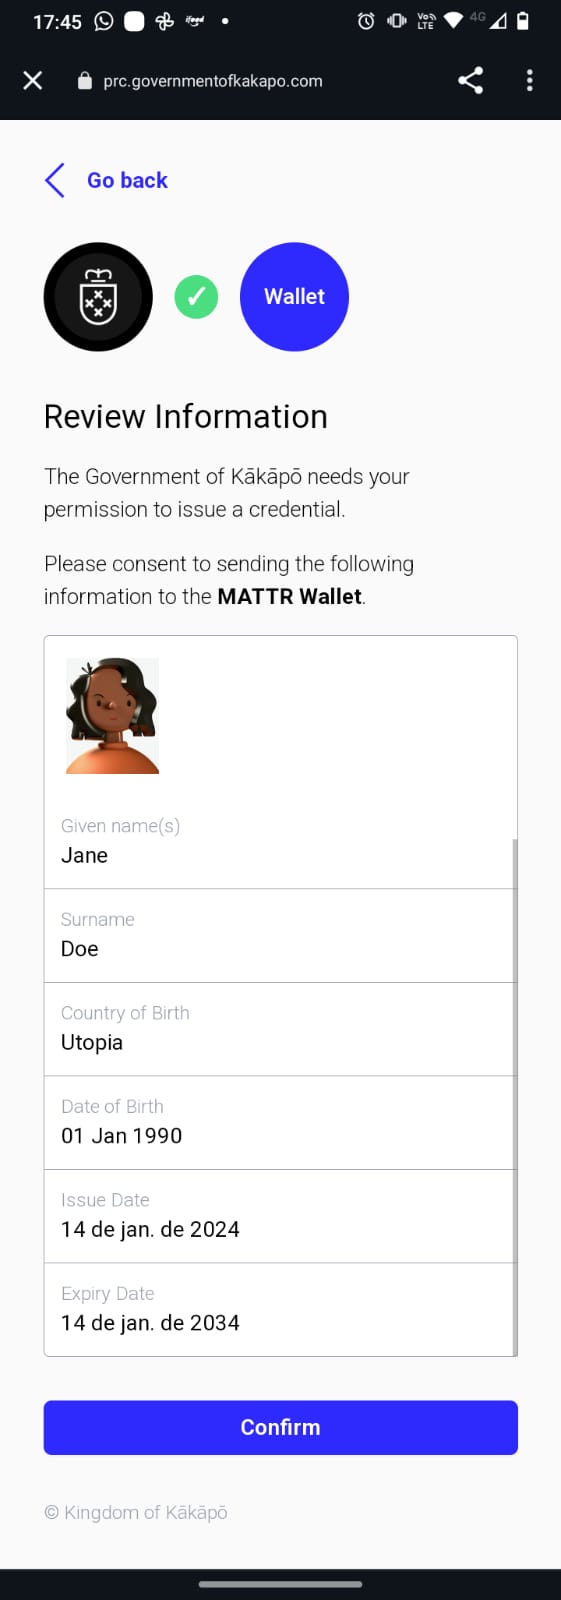 17:45
ifood
Vo))
LTE
4G
prc.governmentofkakapo.com
Go back
Wallet
Review Information
The Government of Kākāpō needs your
permission to issue a credential.
Please consent to sending the following
information to the MATTR Wallet.
Given name(s)
Jane
Surname
Doe
Country of Birth
Utopia
Date of Birth
01 Jan 1990
Issue Date
14 de jan. de 2024
Expiry Date
14 de jan. de 2034
Confirm
© Kingdom of Kākāpō